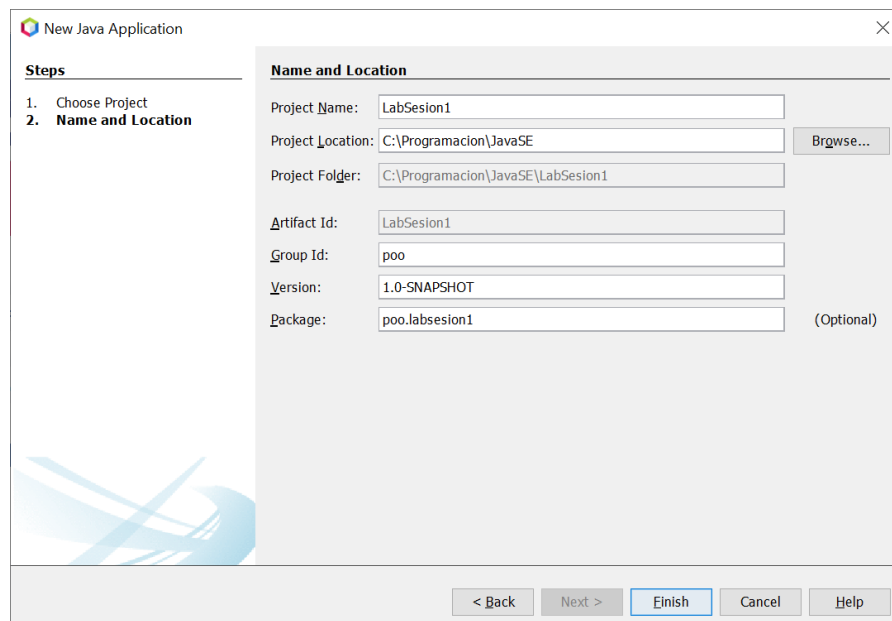 New Java Application
Steps
1. Choose Project
2. Name and Location
Name and Location
Project Name: LabSesion1
Project Location: C:\Programacion\JavaSE Browse...
Project Folder: C:\Programacion\JavaSE\LabSesion1
Artifact Id: LabSesion1
Group Id: poo
Version: 1.0-SNAPSHOT
Package: poo.labsesion1 (Optional)
< Back Next > Finish Cancel Help